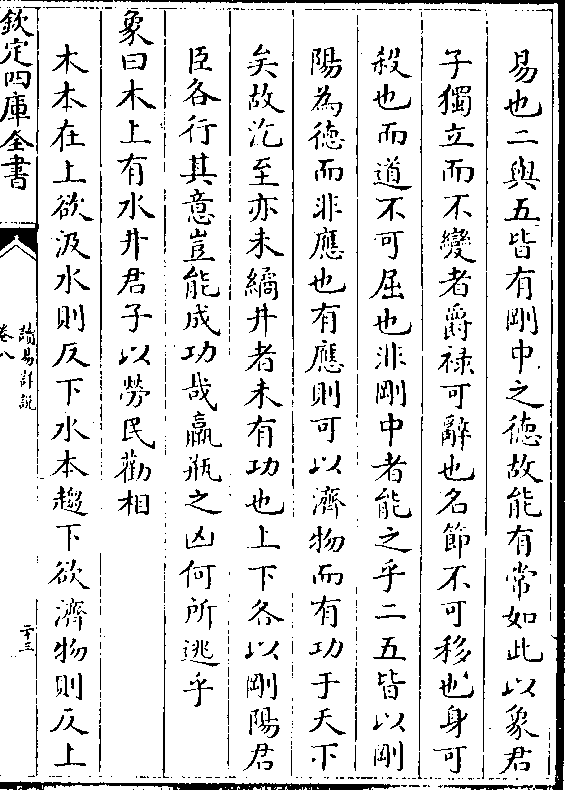 易也二與五皆有剛中之徳故能有常如此以象君
子獨立而不變者爵祿可辭也名節不可移也身可
殺也而道不可屈也非剛中者能之乎二五皆以剛
陽為徳而非應也有應則可以濟物而有功于天下
矣故汔至亦未繘井者未有功也上下各以剛陽君
臣各行其意豈能成功哉羸瓶之凶何所逃乎
象曰木上有水井君子以勞民勸相
木本在上欲汲水則反下水本趨下欲濟物則反上
欽定四庫全書
讀易詳說
卷八
二十三